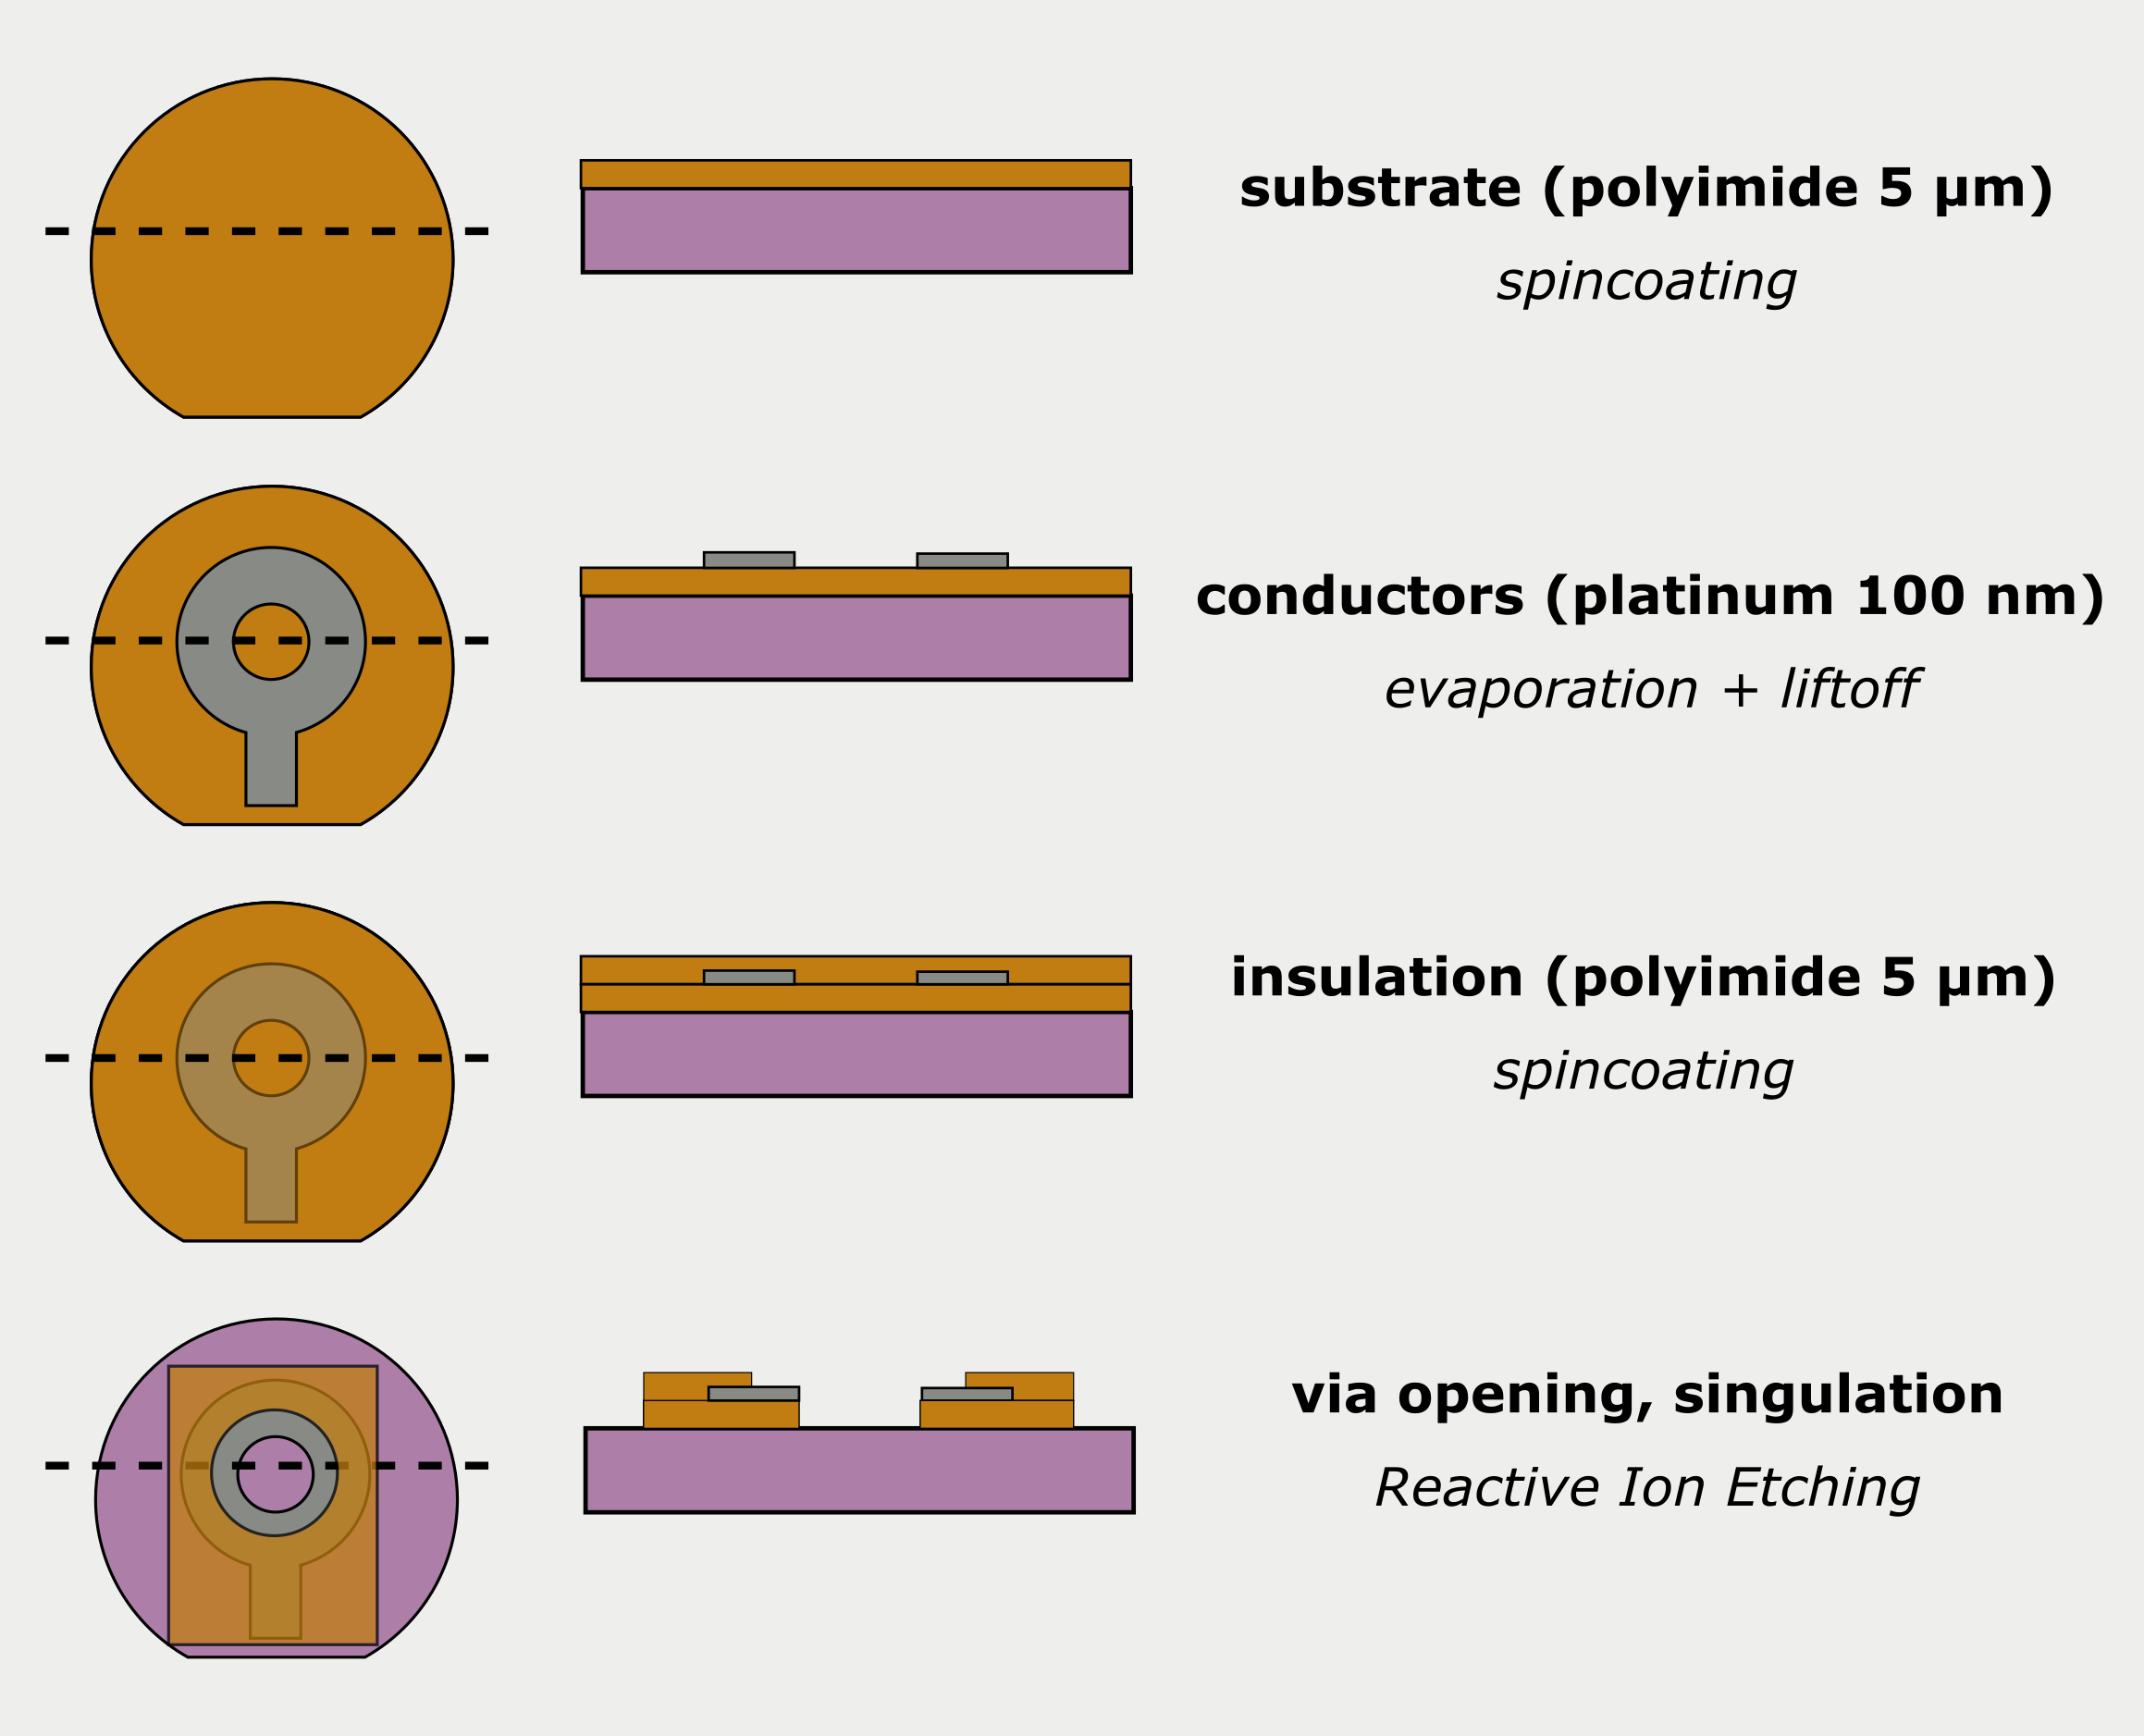 substrate (polyimide 5 µm)
spincoating
conductors (platinum 100 nm)
evaporation + liftoff
insulation (polyimide 5 µm)
spincoating
via opening, singulation
Reactive Ion Etching